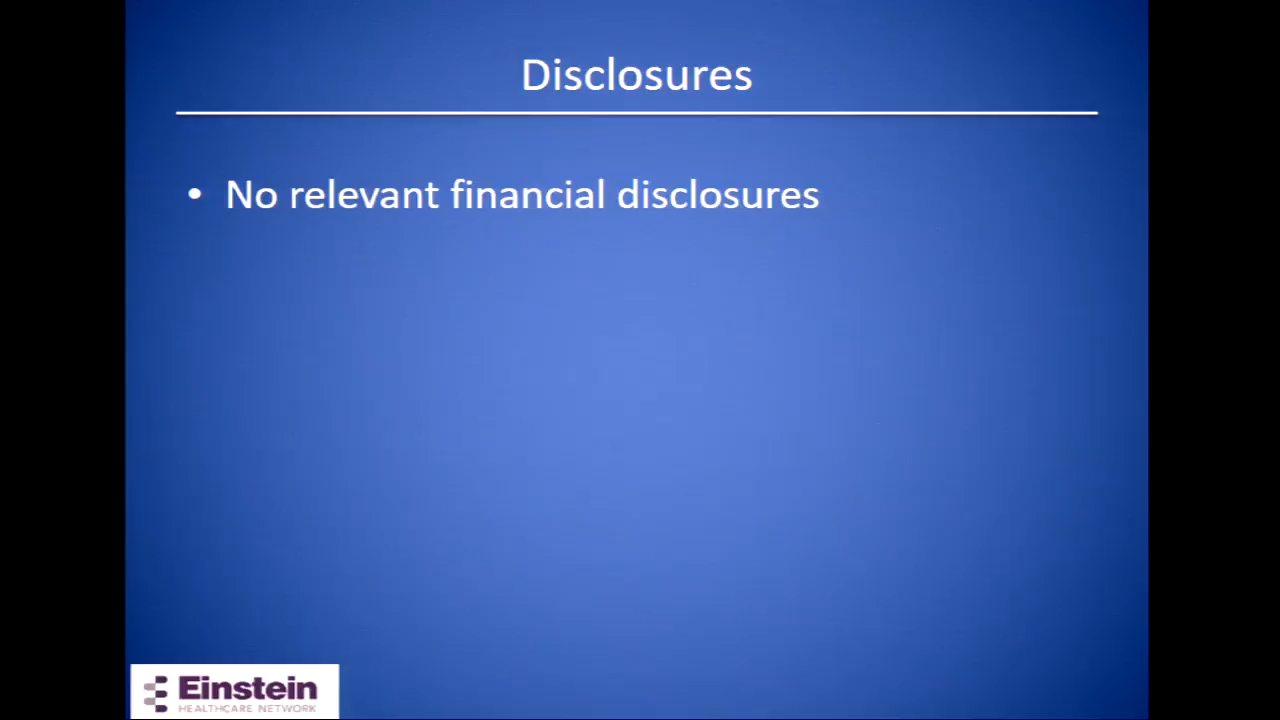 Disclosures
• No relevant financial disclosures
Einstein
HEALTHCARE NETWORK